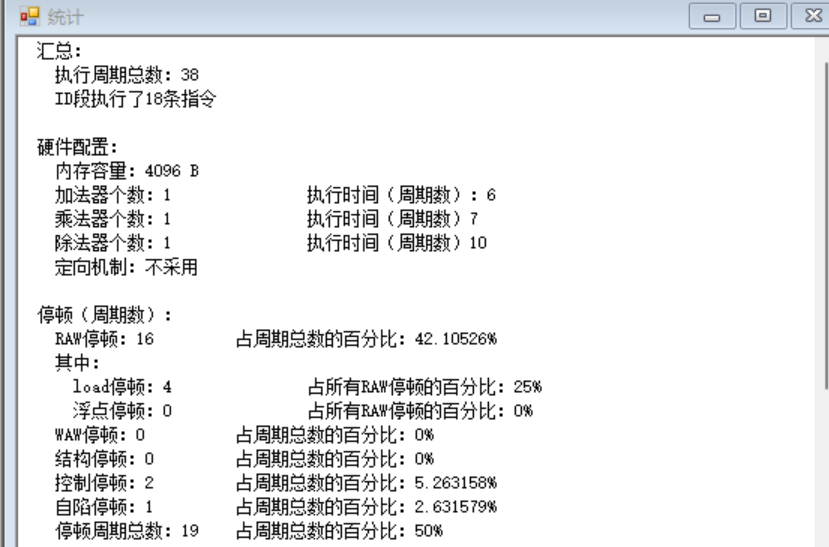 统计
汇总：
执行周期总数：38
ID段执行了18条指令
硬件配置：
内存容量：4096 B
加法器个数：1 执行时间（周期数）：6
乘法器个数：1 执行时间（周期数）7
除法器个数：1 执行时间（周期数）10
定向机制：不采用
停顿（周期数）：
RAW停顿：16 占周期总数的百分比：42.10526%
其中：
load停顿：4 占所有RAW停顿的百分比：25%
浮点停顿：0 占所有RAW停顿的百分比：0%
WAW停顿：0 占周期总数的百分比：0%
结构停顿：0 占周期总数的百分比：0%
控制停顿：2 占周期总数的百分比：5.263158%
自陷停顿：1 占周期总数的百分比：2.631579%
停顿周期总数：19 占周期总数的百分比：50%